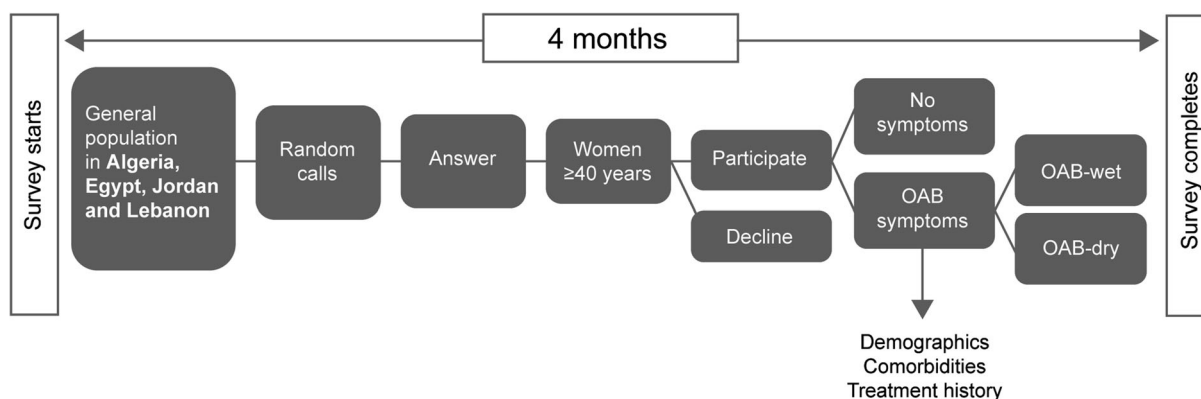 Survey starts
4 months
General
population
in Algeria,
Egypt, Jordan
and Lebanon
Random
calls
Answer
Women
≥40 years
Participate
Decline
No
symptoms
OAB
symptoms
OAB-wet
OAB-dry
Demographics
Comorbidities
Treatment history
Survey completes